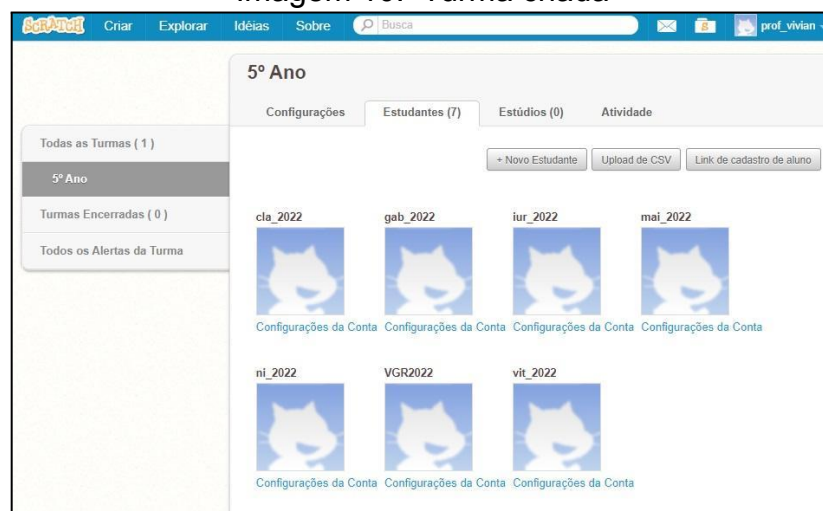 SCRATCH Criar Explorar Idéias Sobre Busca prof_vivian
5º Ano
Configurações Estudantes (7) Estúdios (0) Atividade
Todas as Turmas ( 1 )
+ Novo Estudante Upload de CSV Link de cadastro de aluno
5º Ano
Turmas Encerradas ( 0 )
cla_2022 gab_2022 iur_2022 mai_2022
Todos os Alertas da Turma
Configurações da Conta Configurações da Conta Configurações da Conta Configurações da Conta
ni_2022 VGR2022 vit_2022
Configurações da Conta Configurações da Conta Configurações da Conta